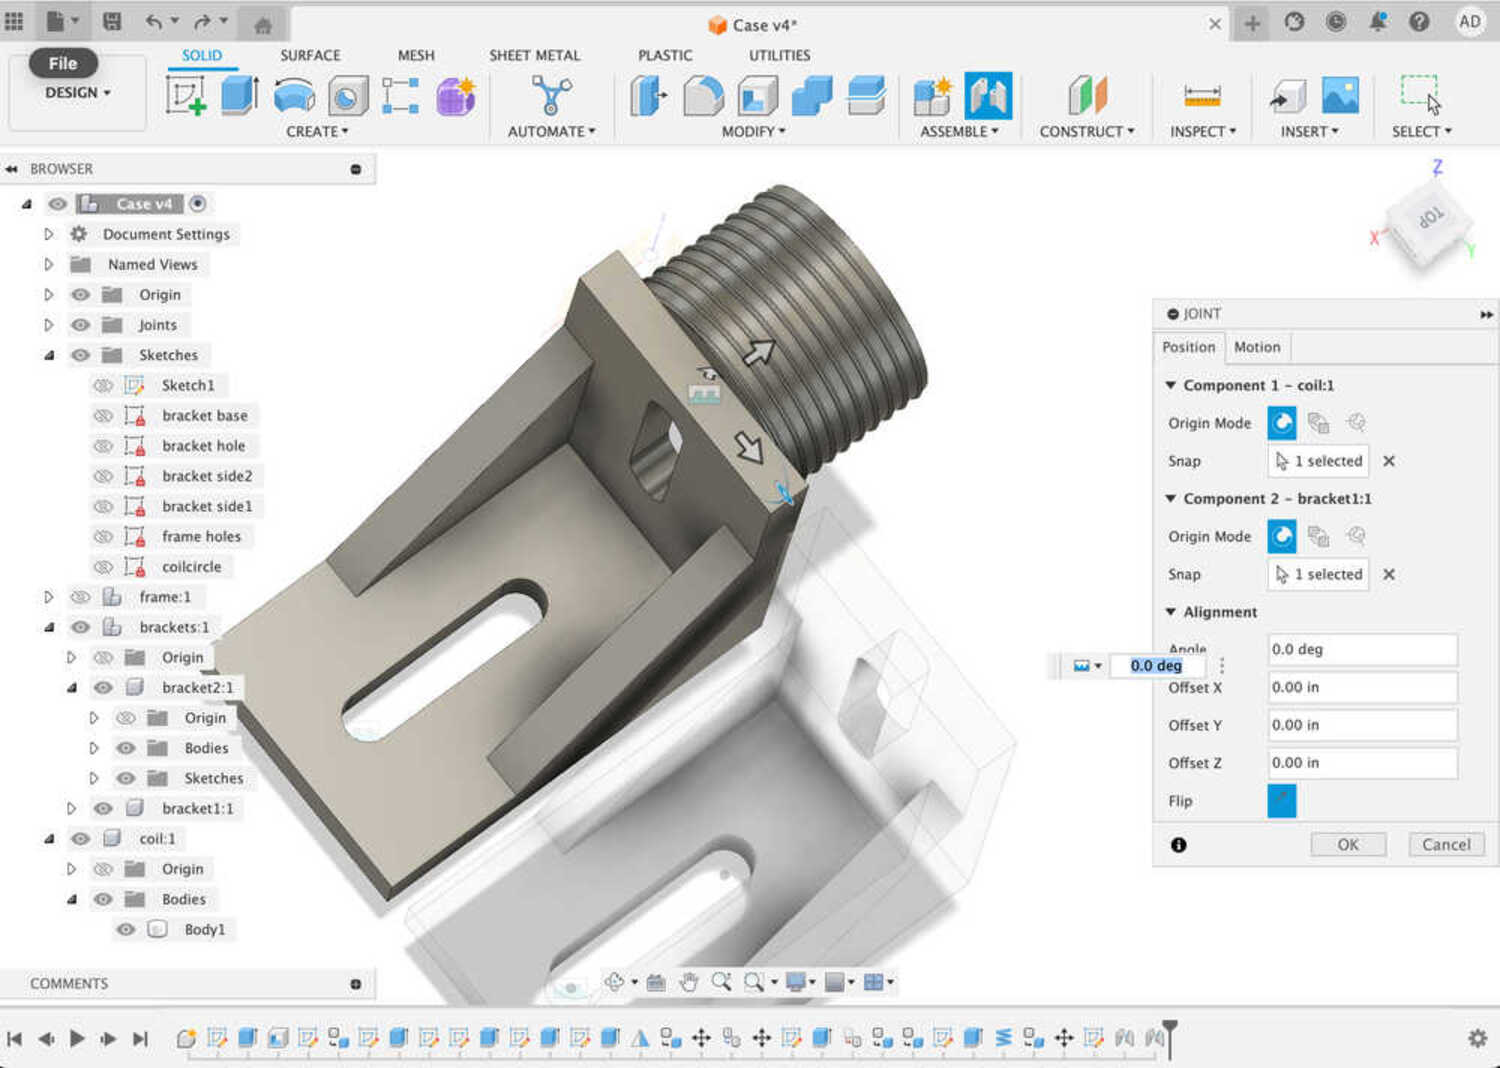 Case v4*
AD
File
SOLID
SURFACE
MESH
SHEET METAL
PLASTIC
UTILITIES
DESIGN
CREATE
AUTOMATE
MODIFY
ASSEMBLE
CONSTRUCT
INSPECT
INSERT
SELECT
BROWSER
Case v4
Document Settings
Named Views
Origin
Joints
Sketches
Sketch1
bracket base
bracket hole
bracket side2
bracket side1
frame holes
coilcircle
frame:1
brackets:1
Origin
bracket2:1
Origin
Bodies
Sketches
bracket1:1
coil:1
Origin
Bodies
Body1
COMMENTS
Z
TOP
X
Y
JOINT
Position
Motion
Component 1 - coil:1
Origin Mode
Snap
1 selected
Component 2 - bracket1:1
Origin Mode
Snap
1 selected
Alignment
Angle
0.0 deg
0.0 deg
Offset X
0.00 in
Offset Y
0.00 in
Offset Z
0.00 in
Flip
OK
Cancel